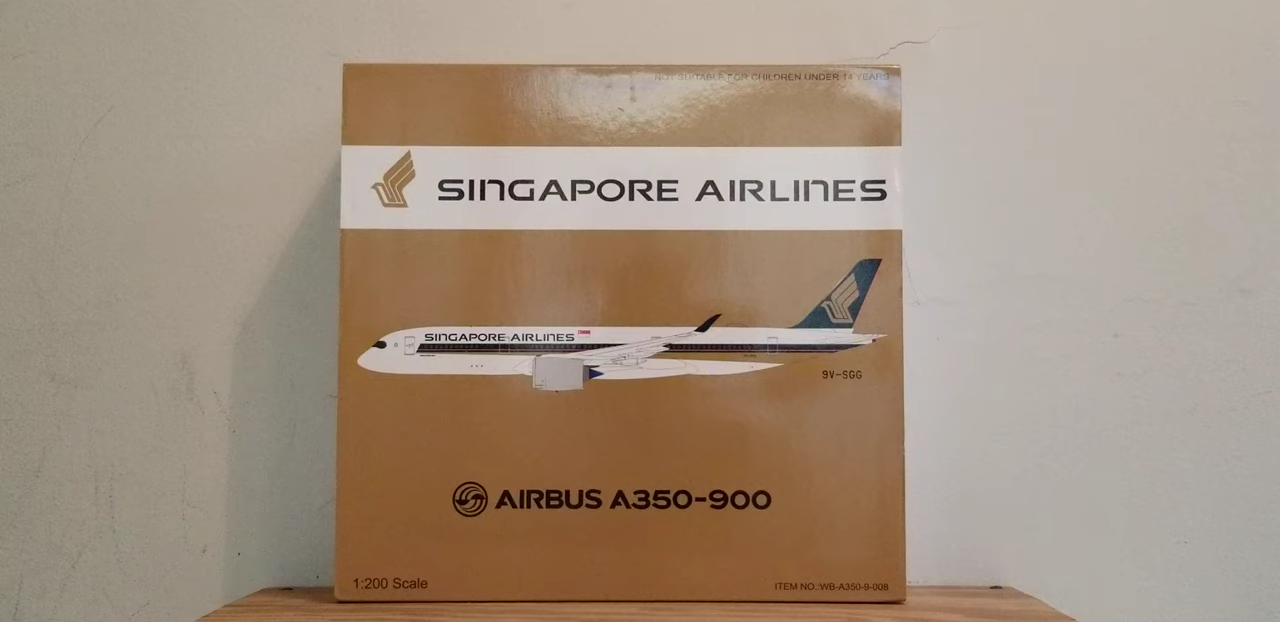 NOT SUITABLE FOR CHILDREN UNDER 14 YEARS
SINGAPORE AIRLINES
SINGAPORE AIRLINES
9V-SGG
AIRBUS A350-900
1:200 Scale
ITEM NO.:WB-A350-9-008